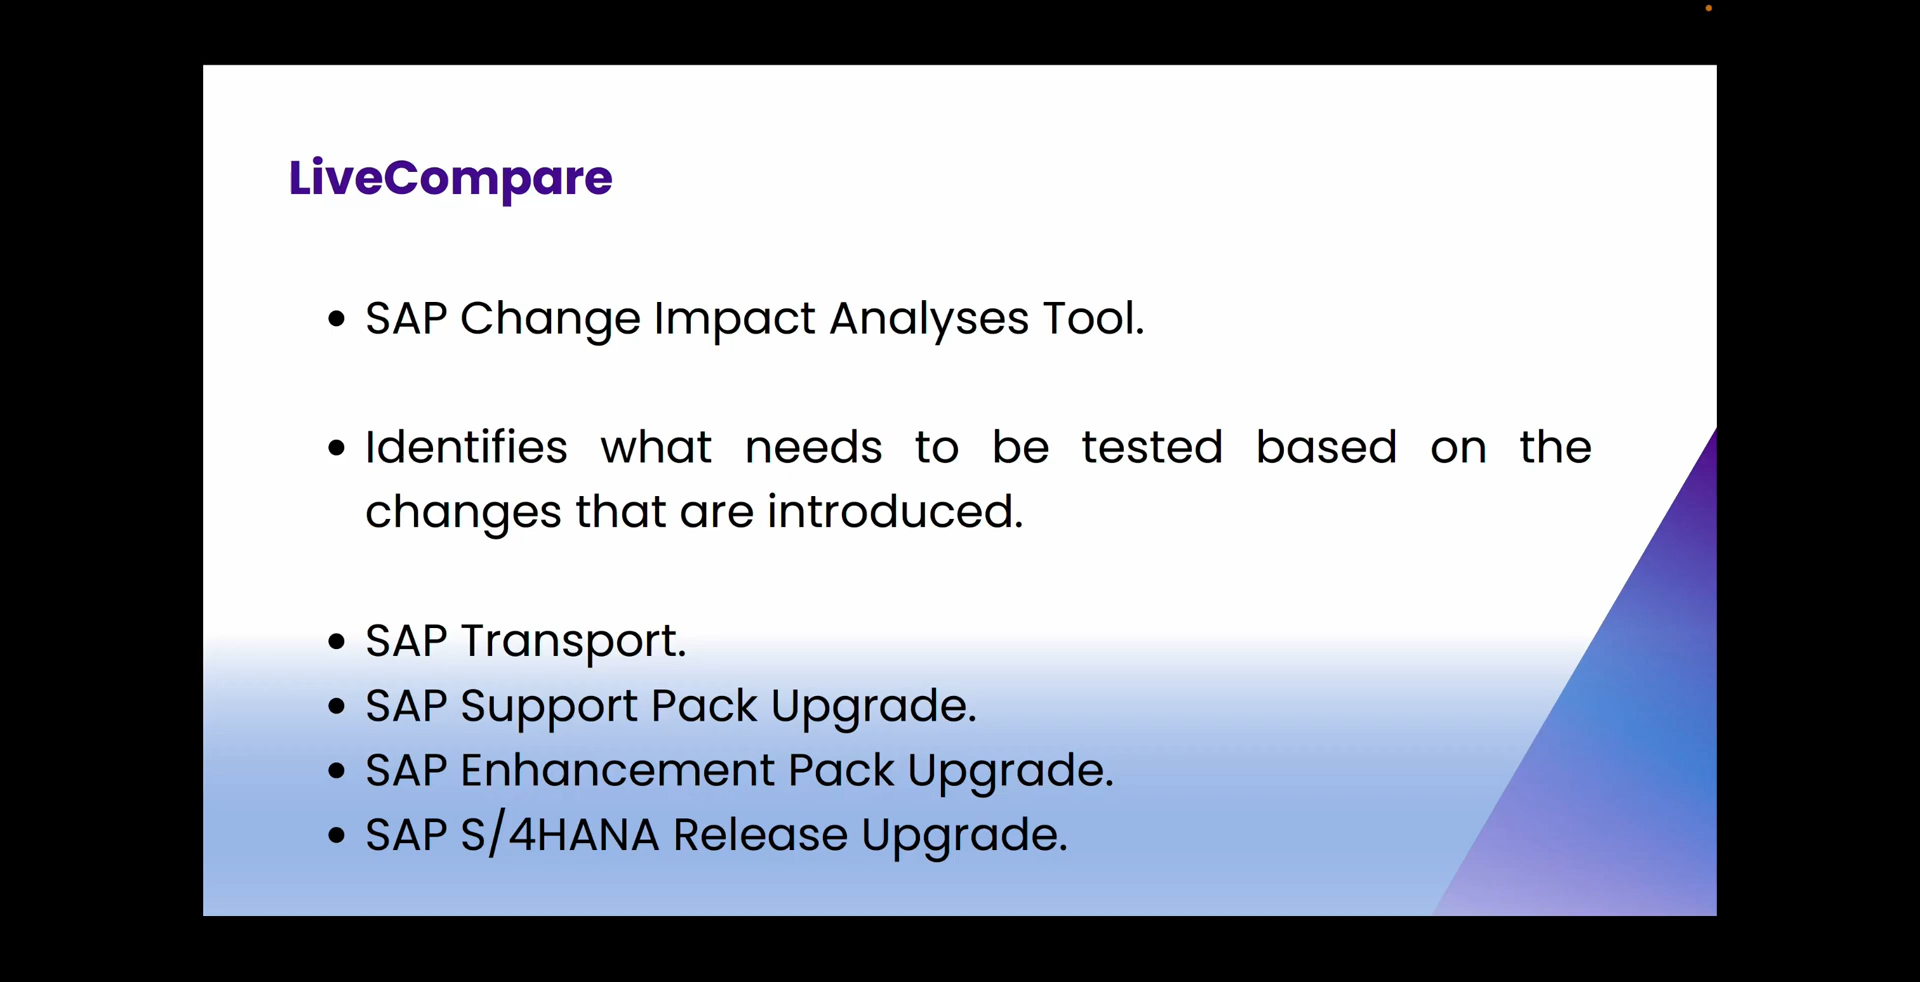 LiveCompare
• SAP Change Impact Analyses Tool.
• Identifies what needs to be tested based on the
changes that are introduced.
• SAP Transport.
• SAP Support Pack Upgrade.
• SAP Enhancement Pack Upgrade.
• SAP S/4HANA Release Upgrade.